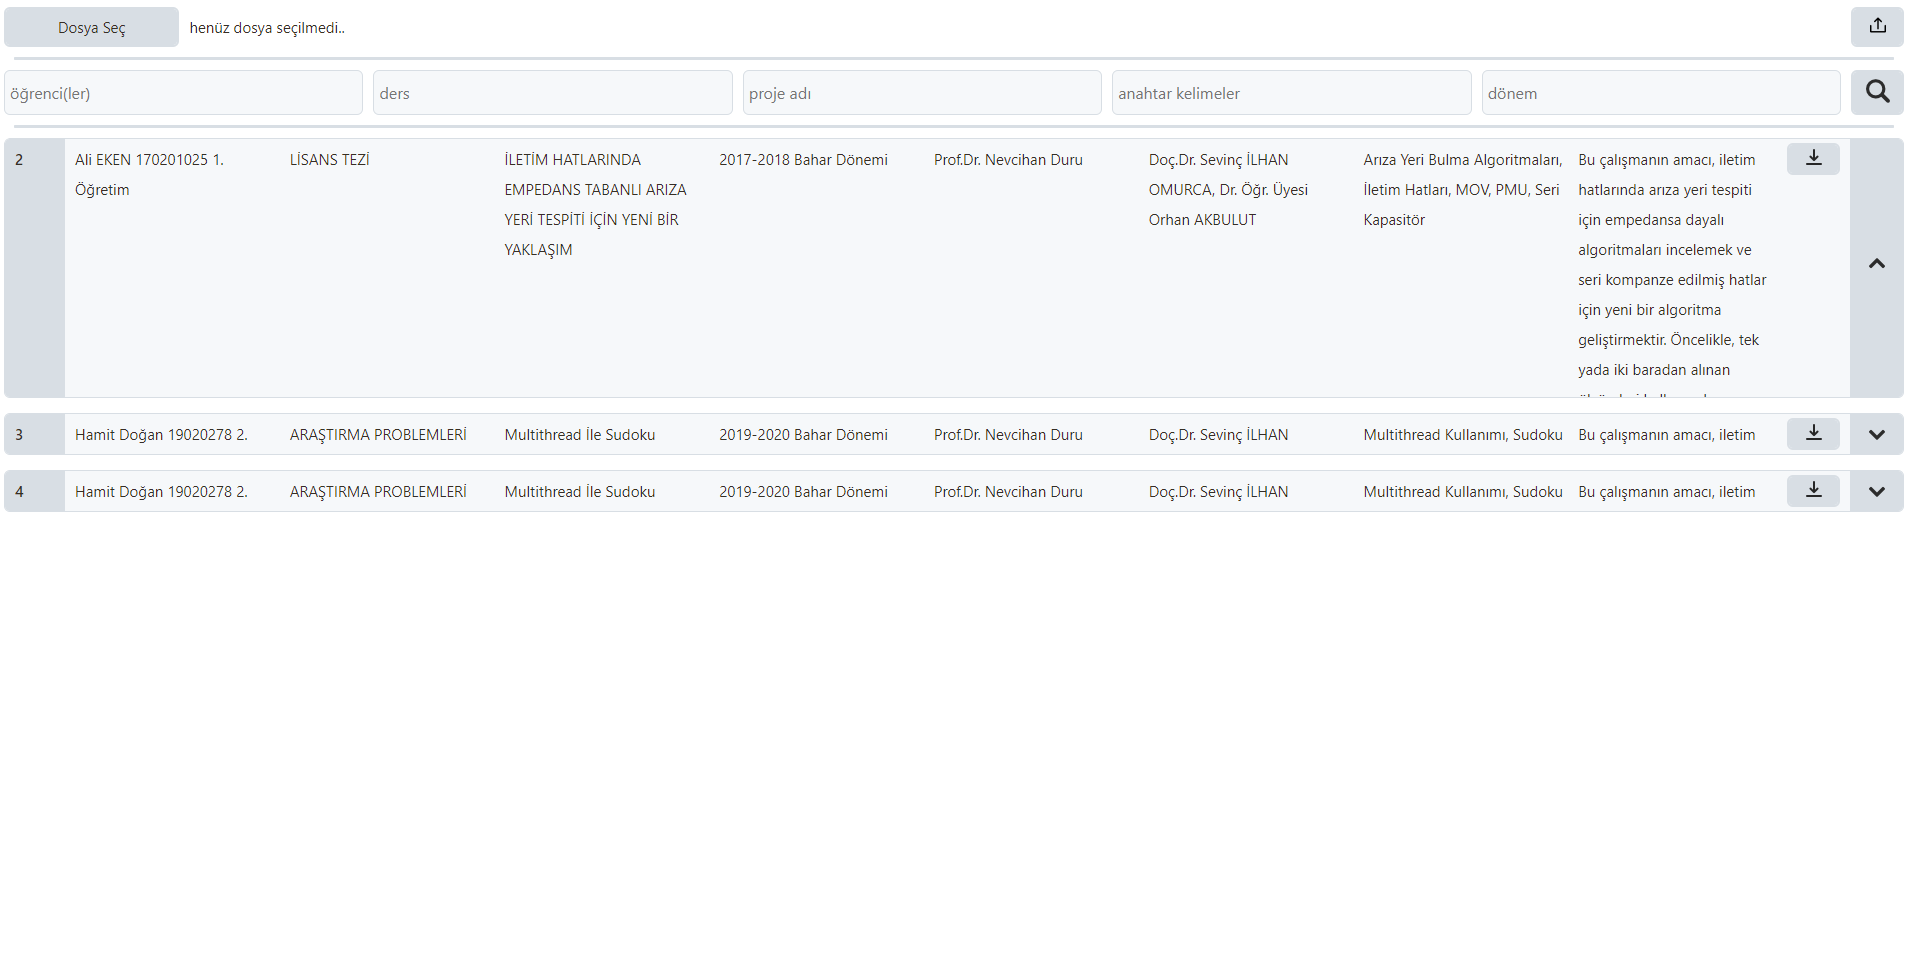 Dosya Seç henüz dosya seçilmedi..
öğrenci(ler) ders proje adı anahtar kelimeler dönem
2
Ali EKEN 170201025 1.
Öğretim
LİSANS TEZİ
İLETİM HATLARINDA
EMPEDANS TABANLI ARIZA
YERİ TESPİTİ İÇİN YENİ BİR
YAKLAŞIM
2017-2018 Bahar Dönemi
Prof.Dr. Nevcihan Duru
Doç.Dr. Sevinç İLHAN
OMURCA, Dr. Öğr. Üyesi
Orhan AKBULUT
Arıza Yeri Bulma Algoritmaları,
İletim Hatları, MOV, PMU, Seri
Kapasitör
Bu çalışmanın amacı, iletim
hatlarında arıza yeri tespiti
için empedansa dayalı
algoritmaları incelemek ve
seri kompanze edilmiş hatlar
için yeni bir algoritma
geliştirmektir. Öncelikle, tek
yada iki baradan alınan
3 Hamit Doğan 19020278 2. ARAŞTIRMA PROBLEMLERİ Multithread İle Sudoku 2019-2020 Bahar Dönemi Prof.Dr. Nevcihan Duru Doç.Dr. Sevinç İLHAN Multithread Kullanımı, Sudoku Bu çalışmanın amacı, iletim
4 Hamit Doğan 19020278 2. ARAŞTIRMA PROBLEMLERİ Multithread İle Sudoku 2019-2020 Bahar Dönemi Prof.Dr. Nevcihan Duru Doç.Dr. Sevinç İLHAN Multithread Kullanımı, Sudoku Bu çalışmanın amacı, iletim